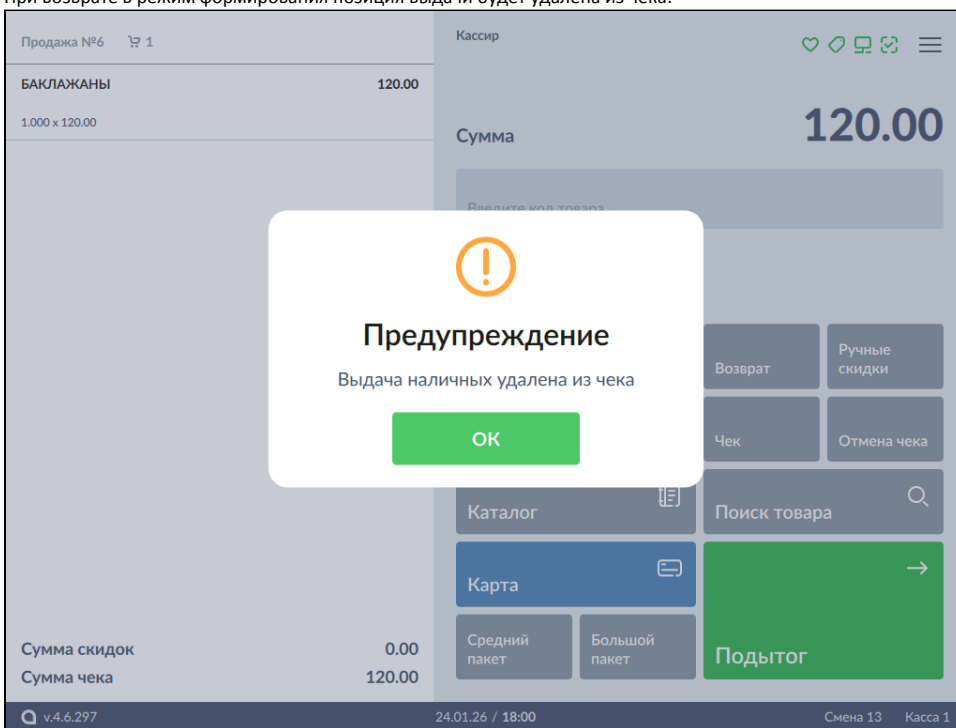 При возврате в режим формирования позиция выдачи будет удалена из чека.
Продажа №6 1
Кассир
БАКЛАЖАНЫ 120.00
1.000 x 120.00
Сумма 120.00
Введите код товара
Предупреждение
Выдача наличных удалена из чека
ОК
Возврат
Ручные
скидки
Чек
Отмена чека
Каталог
Поиск товара
Карта
Средний
пакет
Большой
пакет
Подытог
Сумма скидок 0.00
Сумма чека 120.00
v.4.6.297
24.01.26 / 18:00
Смена 13 Касса 1